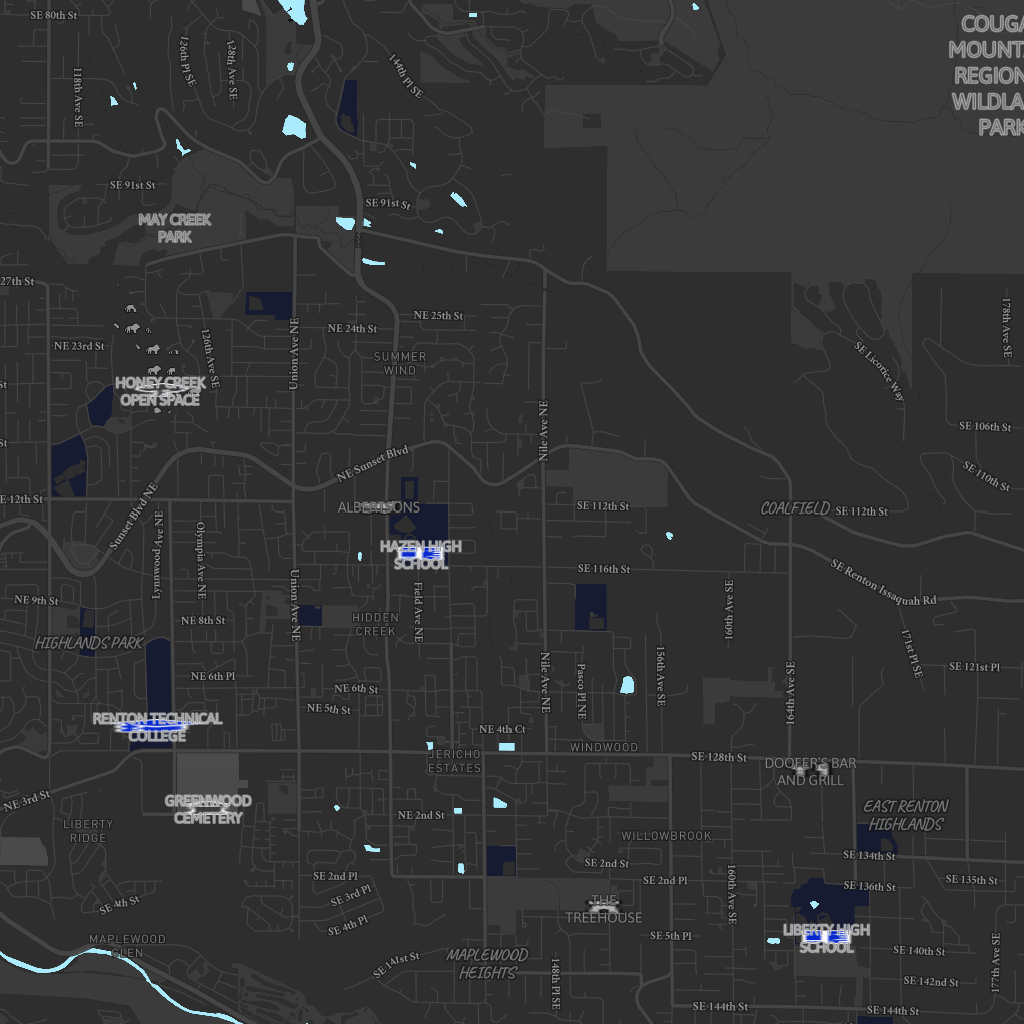 SE 80th St
COUGA
MOUNT
REGION
WILDLA
PARK
126th Pl SE
128th Ave SE
118th Ave SE
144th Pl SE
SE 91st St
SE 91st St
MAY CREEK
PARK
27th St
NE 25th St
NE 24th St
Union Ave NE
178th Ave SE
NE 23rd St
126th Ave SE
SUMMER
WIND
SE Licorice Way
HONEY CREEK
OPEN SPACE
Nile Ave NE
SE 106th St
NE Sunset Blvd
SE 110th St
E 12th St
Sunset Blvd NE
ALBERTSONS
SE 112th St
COALFIELD
SE 112th St
Lynnwood Ave NE
Olympia Ave NE
HAZEN HIGH
SCHOOL
SE 116th St
SE Renton Issaquah Rd
Union Ave NE
Field Ave NE
160th Ave SE
NE 9th St
NE 8th St
HIDDEN
CREEK
HIGHLANDS PARK
171st Pl SE
156th Ave SE
Nile Ave NE
Pasco Pl NE
164th Ave SE
SE 121st Pl
NE 6th Pl
NE 6th St
NE 5th St
RENTON TECHNICAL
COLLEGE
NE 4th Ct
WINDWOOD
JERICHO
ESTATES
SE 128th St
DOOFER'S BAR
AND GRILL
NE 3rd St
GREENWOOD
CEMETERY
NE 2nd St
EAST RENTON
HIGHLANDS
LIBERTY
RIDGE
WILLOWBROOK
SE 134th St
SE 2nd St
SE 2nd Pl
SE 2nd Pl
160th Ave SE
SE 136th St
SE 135th St
SE 3rd Pl
SE 4th St
THE
TREEHOUSE
SE 4th Pl
LIBERTY HIGH
SCHOOL
SE 5th Pl
MAPLEWOOD
GLEN
SE 140th St
177th Ave SE
MAPLEWOOD
HEIGHTS
SE 141st St
148th Pl SE
SE 142nd St
SE 144th St
SE 144th St